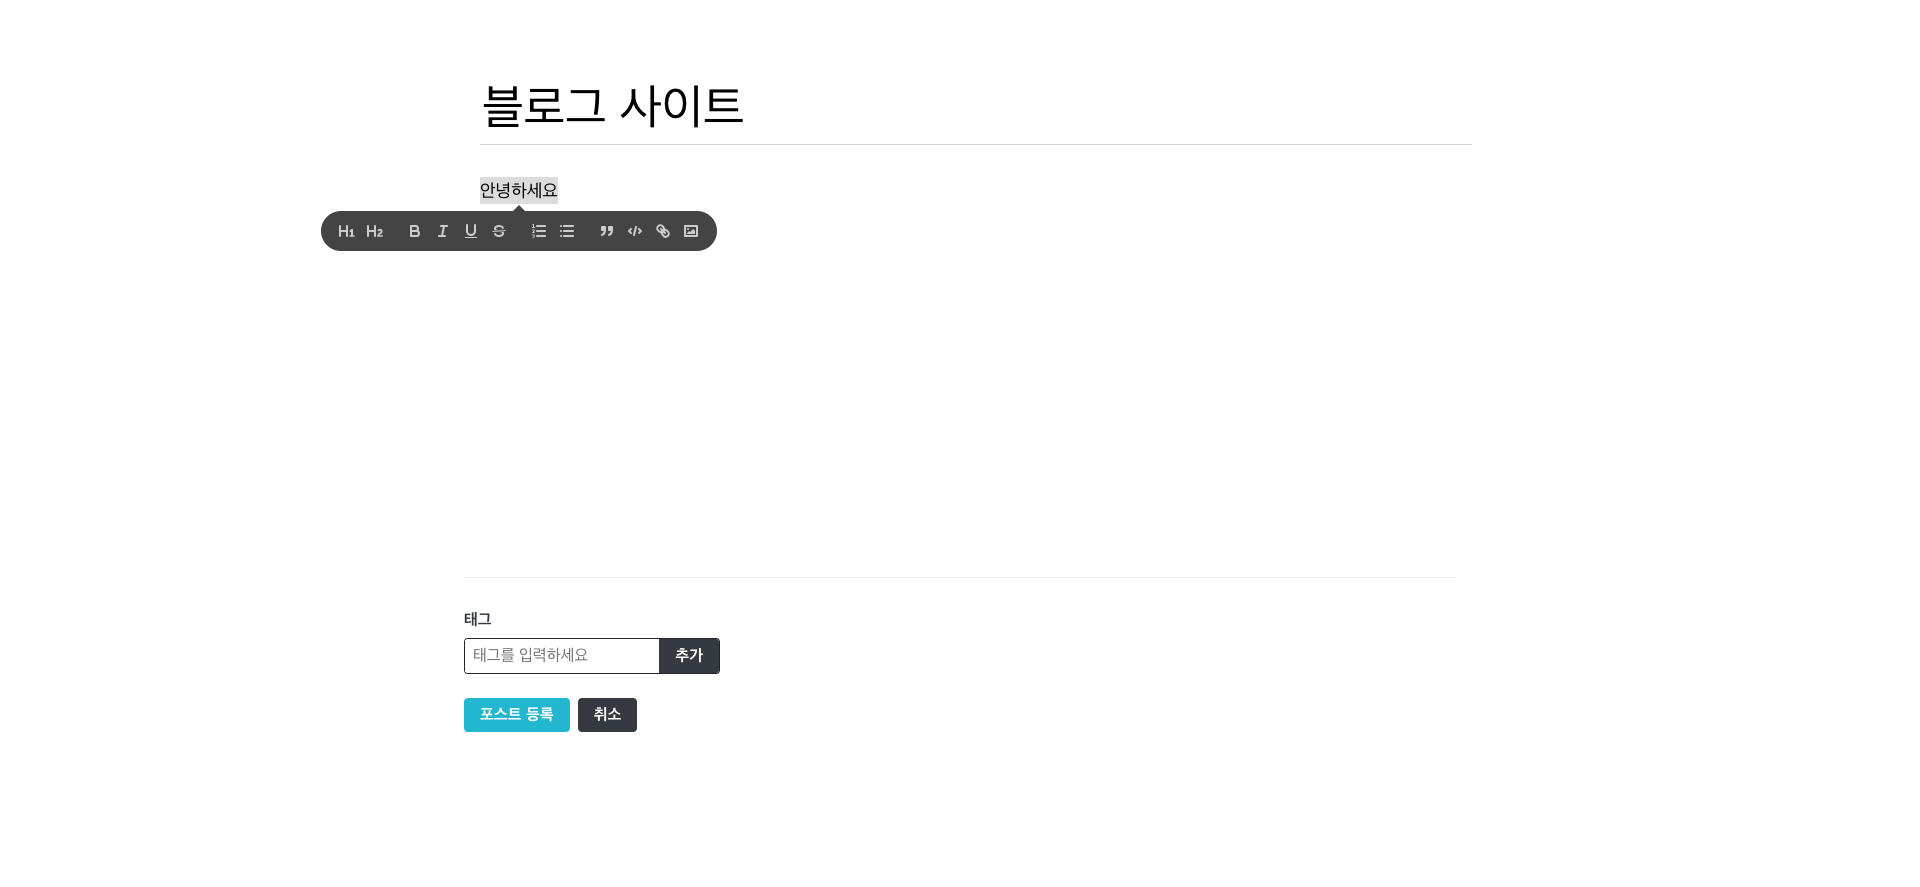 블로그 사이트
안녕하세요
H1 H2 B I U S
태그
태그를 입력하세요 추가
포스트 등록 취소